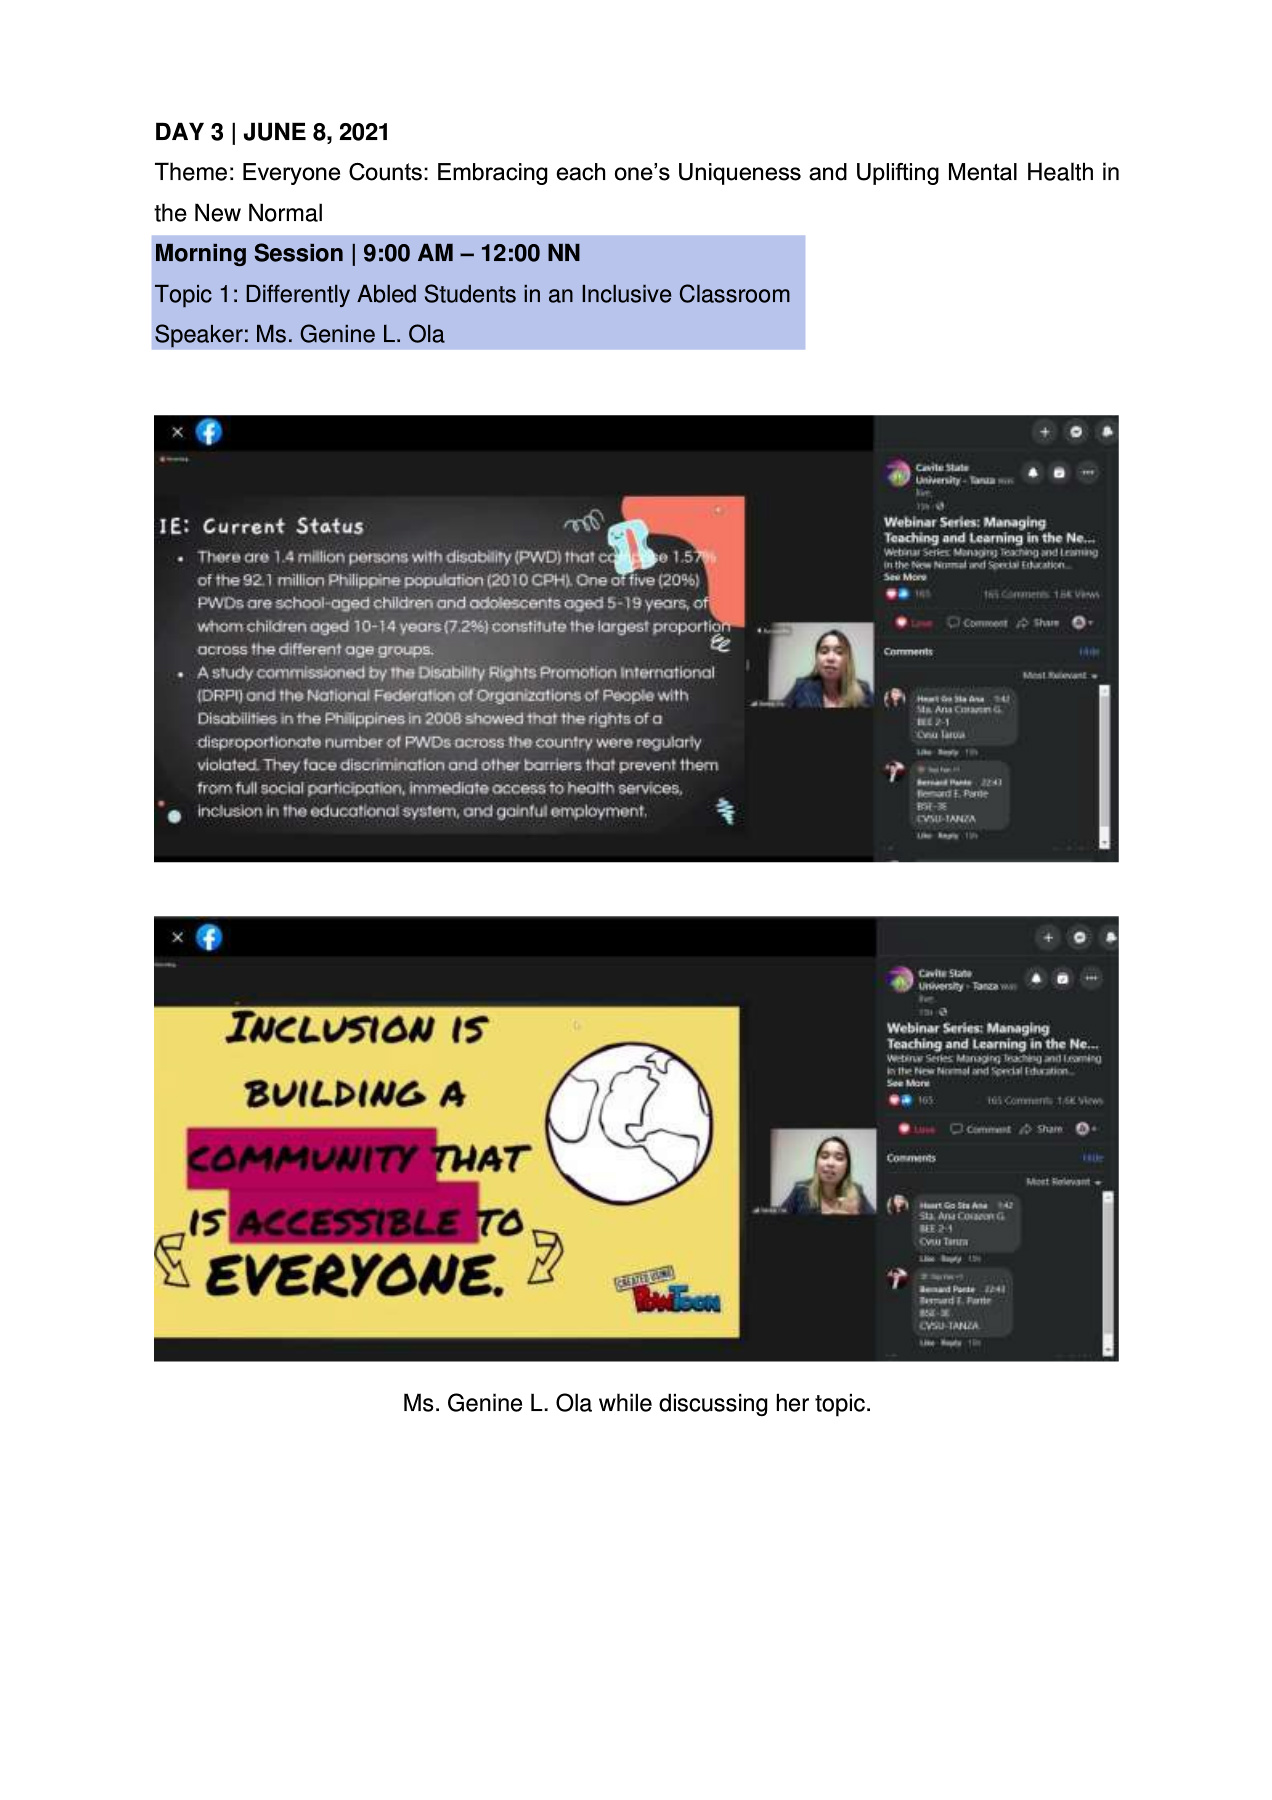 DAY 3 | JUNE 8, 2021
Theme: Everyone Counts: Embracing each one’s Uniqueness and Uplifting Mental Health in
the New Normal
Morning Session | 9:00 AM – 12:00 NN
Topic 1: Differently Abled Students in an Inclusive Classroom
Speaker: Ms. Genine L. Ola
IE: Current Status
• There are 1.4 million persons with disability (PWD) that comprise 1.57%
of the 92.1 million Philippine population (2010 CPH). One of five (20%)
PWDs are school-aged children and adolescents aged 5-19 years, of
whom children aged 10-14 years (7.2%) constitute the largest proportion
across the different age groups.
• A study commissioned by the Disability Rights Promotion International
(DRPI) and the National Federation of Organizations of People with
Disabilities in the Philippines in 2008 showed that the rights of a
disproportionate number of PWDs across the country were regularly
violated. They face discrimination and other barriers that prevent them
from full social participation, immediate access to health services,
inclusion in the educational system, and gainful employment.
Cavite State
University - Tanza was
live.
15h
Webinar Series: Managing
Teaching and Learning in the Ne...
Webinar Series: Managing Teaching and Learning
in the New Normal and Special Education...
See More
165 165 Comments 1.6K Views
Love Comment Share
Comments Hide
Most Relevant
Heart Go Sta Ana 1:42
Sta. Ana Corazon G.
BEE 2-1
Cvsu Tanza
Like Reply 15h
Bernard Pante 22:43
Bernard E. Pante
BSE-3E
CVSU-TANZA
Like Reply 15h
INCLUSION IS
BUILDING A
COMMUNITY THAT
IS ACCESSIBLE TO
EVERYONE.
CREATED USING
POWTOON
Cavite State
University - Tanza was
live.
15h
Webinar Series: Managing
Teaching and Learning in the Ne...
Webinar Series: Managing Teaching and Learning
in the New Normal and Special Education...
See More
165 165 Comments 1.6K Views
Love Comment Share
Comments Hide
Most Relevant
Heart Go Sta Ana 1:42
Sta. Ana Corazon G.
BEE 2-1
Cvsu Tanza
Like Reply 15h
Bernard Pante 22:43
Bernard E. Pante
BSE-3E
CVSU-TANZA
Like Reply 15h
Ms. Genine L. Ola while discussing her topic.